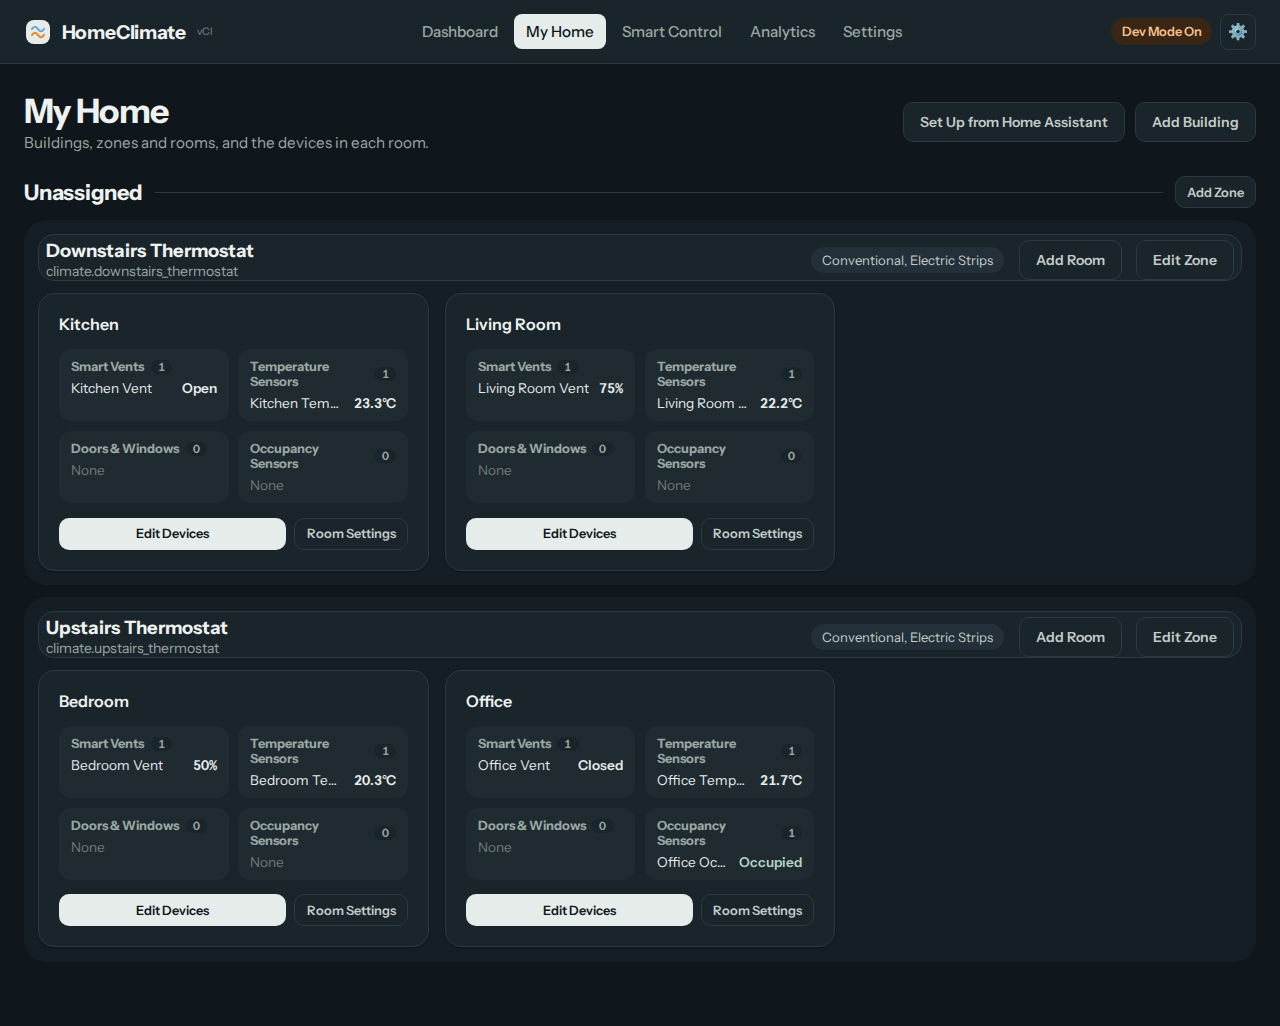 HomeClimate vCI
Dashboard My Home Smart Control Analytics Settings
Dev Mode On
My Home
Buildings, zones and rooms, and the devices in each room.
Set Up from Home Assistant Add Building
Unassigned
Add Zone
Downstairs Thermostat
climate.downstairs_thermostat
Conventional, Electric Strips Add Room Edit Zone
Kitchen
Smart Vents 1
Kitchen Vent Open
Temperature
Sensors 1
Kitchen Tem... 23.3°C
Doors & Windows 0
None
Occupancy
Sensors 0
None
Edit Devices Room Settings
Living Room
Smart Vents 1
Living Room Vent 75%
Temperature
Sensors 1
Living Room ... 22.2°C
Doors & Windows 0
None
Occupancy
Sensors 0
None
Edit Devices Room Settings
Upstairs Thermostat
climate.upstairs_thermostat
Conventional, Electric Strips Add Room Edit Zone
Bedroom
Smart Vents 1
Bedroom Vent 50%
Temperature
Sensors 1
Bedroom Te... 20.3°C
Doors & Windows 0
None
Occupancy
Sensors 0
None
Edit Devices Room Settings
Office
Smart Vents 1
Office Vent Closed
Temperature
Sensors 1
Office Temp... 21.7°C
Doors & Windows 0
None
Occupancy
Sensors 1
Office Oc... Occupied
Edit Devices Room Settings